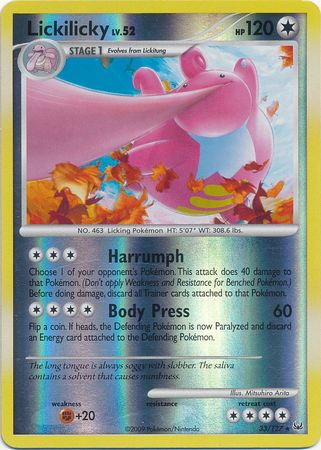 Lickilicky LV.52 HP 120
STAGE 1 Evolves from Lickitung
NO. 463 Licking Pokémon HT: 5'07" WT: 308.6 lbs.
Harrumph
Choose 1 of your opponent's Pokémon. This attack does 40 damage to
that Pokémon. (Don't apply Weakness and Resistance for Benched Pokémon.)
Before doing damage, discard all Trainer cards attached to that Pokémon.
Body Press 60
Flip a coin. If heads, the Defending Pokémon is now Paralyzed and discard
an Energy card attached to the Defending Pokémon.
The long tongue is always soggy with slobber. The saliva
contains a solvent that causes numbness.
Illus. Mitsuhiro Arita
weakness resistance retreat cost
+20
©2009 Pokémon/Nintendo 33/127